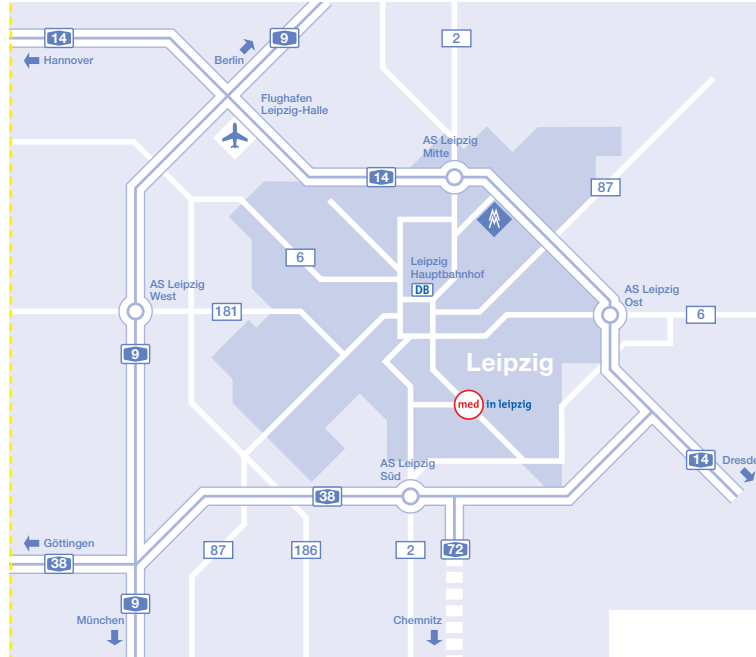 14
9
2
Hannover
Berlin
Flughafen
Leipzig-Halle
AS Leipzig
Mitte
14
87
6
Leipzig
Hauptbahnhof
DB
AS Leipzig
West
181
AS Leipzig
Ost
6
9
Leipzig
med in leipzig
AS Leipzig
Süd
14
Dresde
38
Göttingen
38
87
186
2
72
9
München
Chemnitz